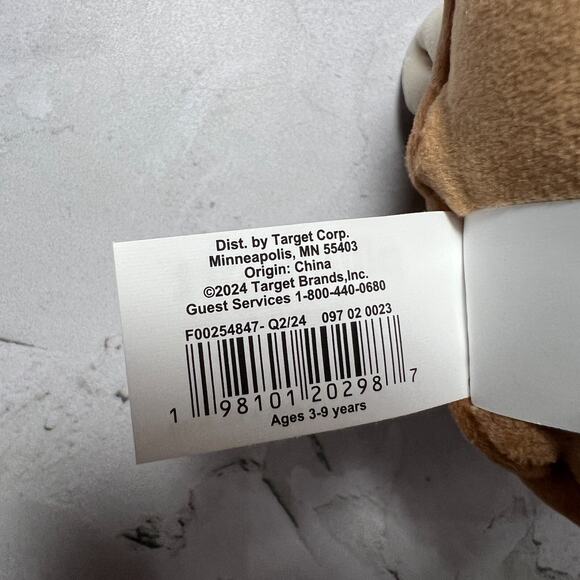 Dist. by Target Corp.
Minneapolis, MN 55403
Origin: China
©2024 Target Brands,Inc.
Guest Services 1-800-440-0680
F00254847- Q2/24 097 02 0023
1 98101 20298 7
Ages 3-9 years